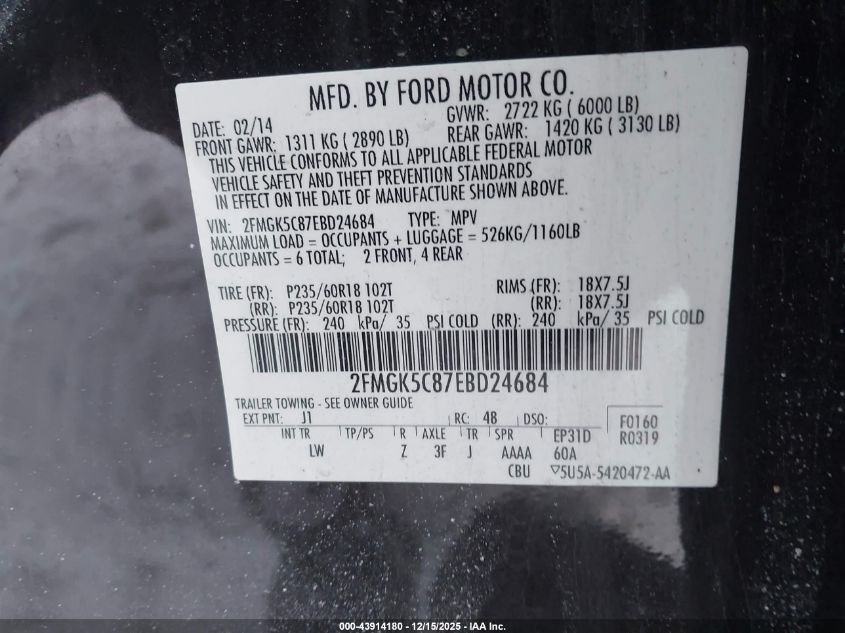 MFD. BY FORD MOTOR CO.
DATE: 02/14 GVWR: 2722 KG ( 6000 LB)
FRONT GAWR: 1311 KG ( 2890 LB) REAR GAWR: 1420 KG ( 3130 LB)
THIS VEHICLE CONFORMS TO ALL APPLICABLE FEDERAL MOTOR
VEHICLE SAFETY AND THEFT PREVENTION STANDARDS
IN EFFECT ON THE DATE OF MANUFACTURE SHOWN ABOVE.
VIN: 2FMGK5C87EBD24684 TYPE: MPV
MAXIMUM LOAD = OCCUPANTS + LUGGAGE = 526KG/1160LB
OCCUPANTS = 6 TOTAL; 2 FRONT, 4 REAR
TIRE (FR): P235/60R18 102T RIMS (FR): 18X7.5J
(RR): P235/60R18 102T (RR): 18X7.5J
PRESSURE (FR): 240 kPa/ 35 PSI COLD (RR): 240 kPa/ 35 PSI COLD
2FMGK5C87EBD24684
TRAILER TOWING - SEE OWNER GUIDE
EXT PNT: J1 RC: 48 DSO: F0160
INT TR TP/PS R AXLE TR SPR EP31D R0319
LW Z 3F J AAAA 60A
CBU ▽5U5A-5420472-AA
000-43914180 - 12/15/2025 - IAA Inc.